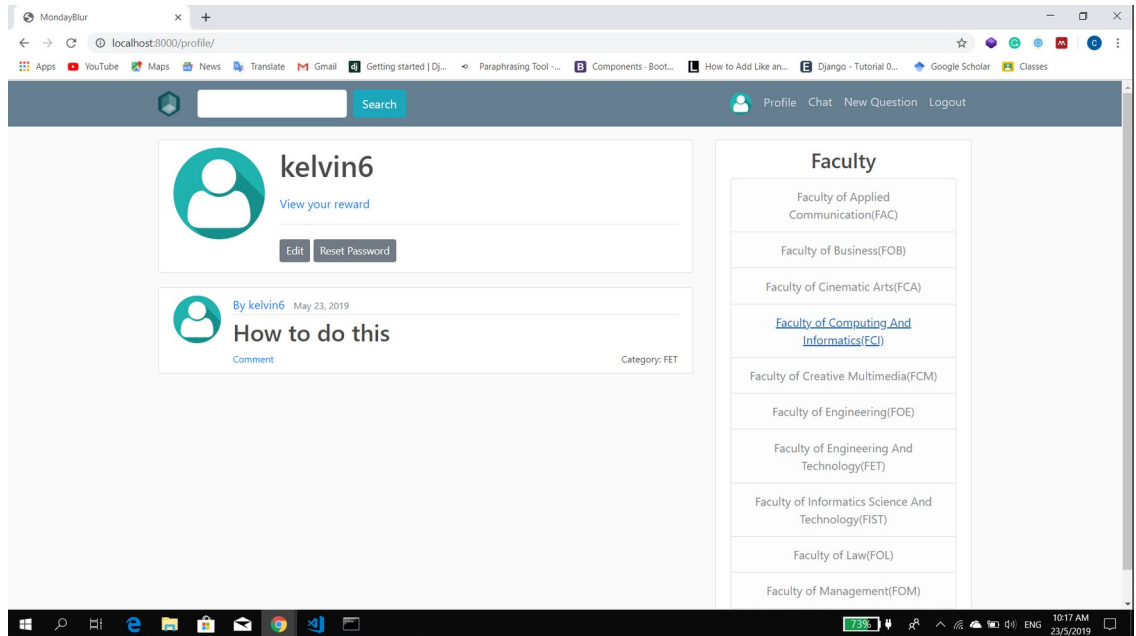 MondayBlur
localhost:8000/profile/
Apps YouTube Maps News Translate Gmail Getting started | Dj... Paraphrasing Tool -... Components · Boot... How to Add Like an... Django - Tutorial 0... Google Scholar Classes
Search
Profile Chat New Question Logout
kelvin6
View your reward
Edit Reset Password
By kelvin6 May 23, 2019
How to do this
Comment
Category: FET
Faculty
Faculty of Applied
Communication(FAC)
Faculty of Business(FOB)
Faculty of Cinematic Arts(FCA)
Faculty of Computing And
Informatics(FCI)
Faculty of Creative Multimedia(FCM)
Faculty of Engineering(FOE)
Faculty of Engineering And
Technology(FET)
Faculty of Informatics Science And
Technology(FIST)
Faculty of Law(FOL)
Faculty of Management(FOM)
73%
ENG
10:17 AM
23/5/2019